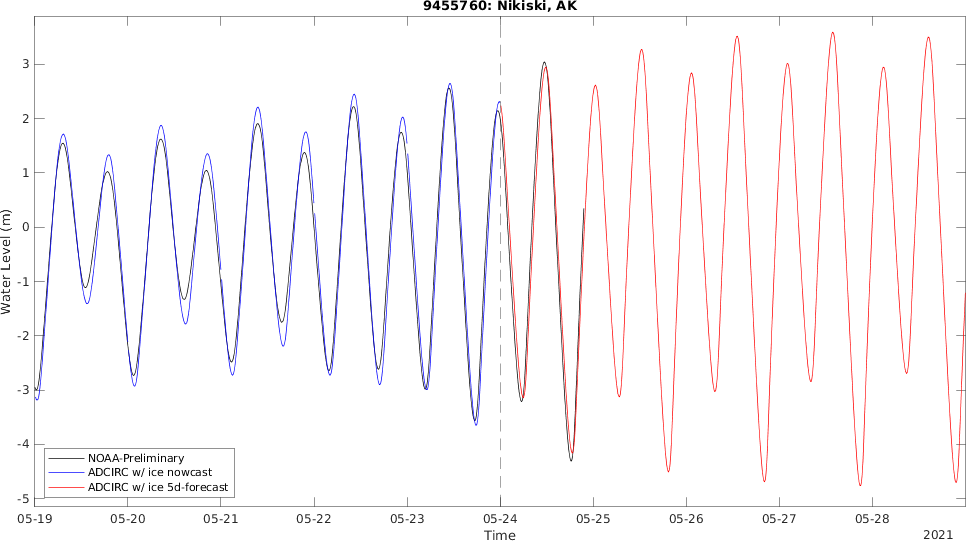 9455760: Nikiski, AK
Water Level (m)
3
2
1
0
-1
-2
-3
-4
-5
NOAA-Preliminary
ADCIRC w/ ice nowcast
ADCIRC w/ ice 5d-forecast
05-19 05-20 05-21 05-22 05-23 05-24 05-25 05-26 05-27 05-28
Time
2021